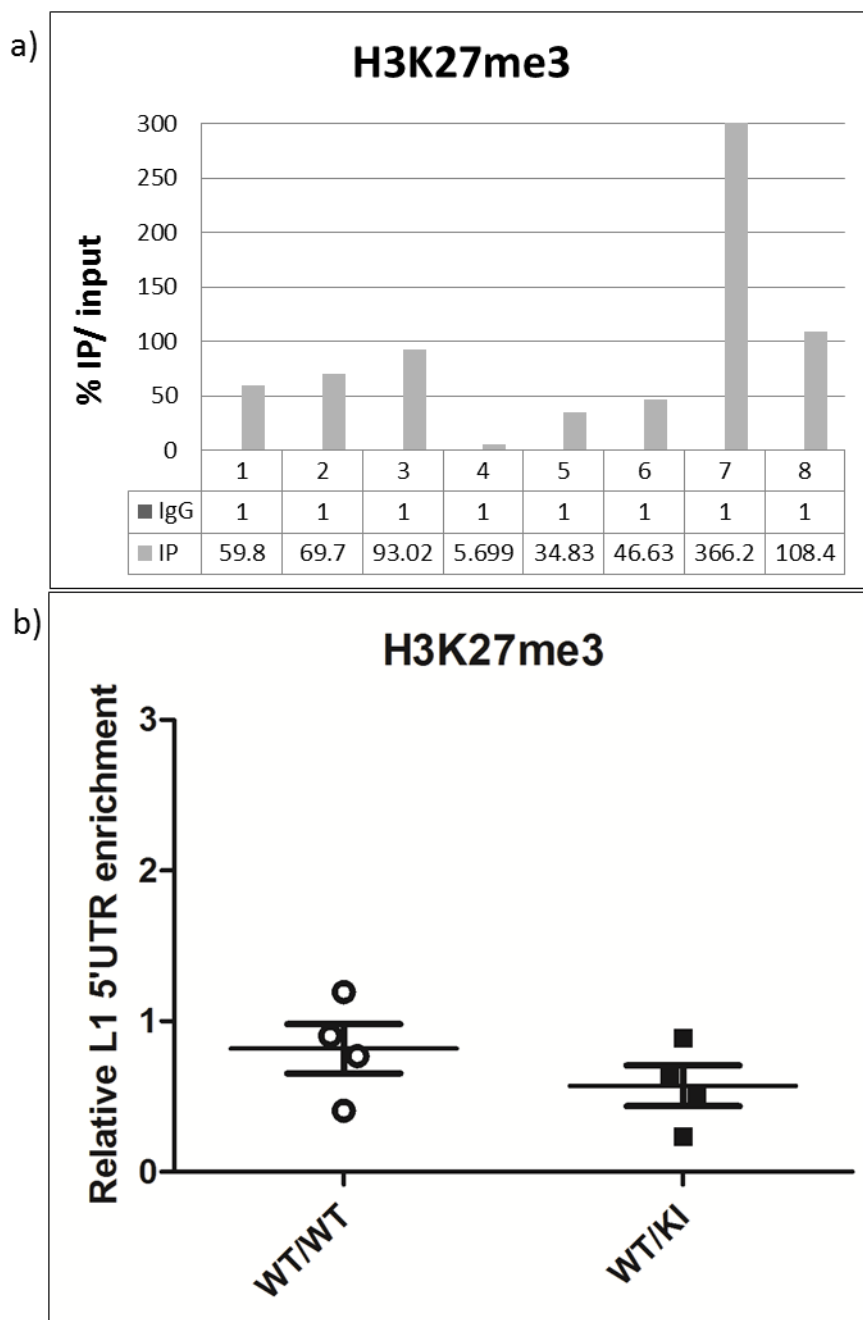 a)
H3K27me3
% IP/ input
300
250
200
150
100
50
0
1 2 3 4 5 6 7 8
IgG 1 1 1 1 1 1 1 1
IP 59.8 69.7 93.02 5.699 34.83 46.63 366.2 108.4
b)
H3K27me3
Relative L1 5'UTR enrichment
3
2
1
0
WT/WT WT/KI